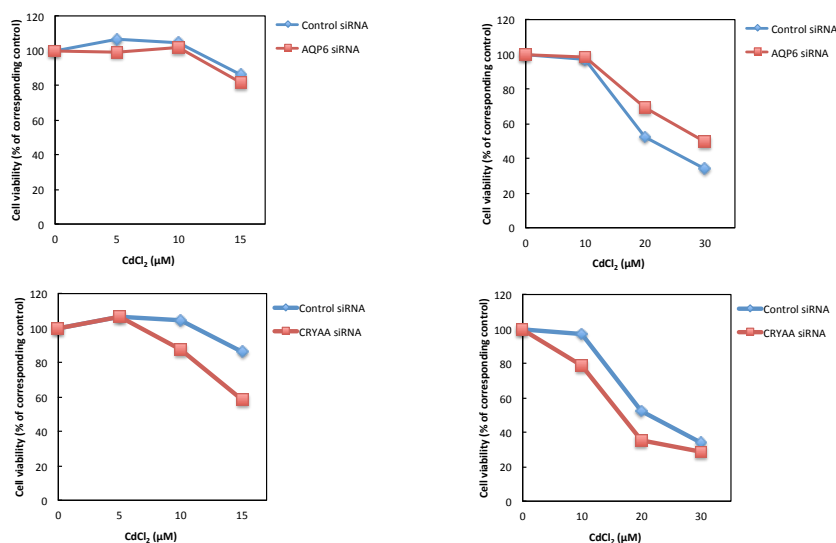 Cell viability (% of corresponding control)
120
100
80
60
40
20
0
0 5 10 15
CdCl₂ (µM)
Control siRNA
AQP6 siRNA
Cell viability (% of corresponding control)
120
100
80
60
40
20
0
0 10 20 30
CdCl₂ (µM)
Control siRNA
AQP6 siRNA
Cell viability (% of corresponding control)
120
100
80
60
40
20
0
0 5 10 15
CdCl₂ (µM)
Control siRNA
CRYAA siRNA
Cell viability (% of corresponding control)
120
100
80
60
40
20
0
0 10 20 30
CdCl₂ (µM)
Control siRNA
CRYAA siRNA